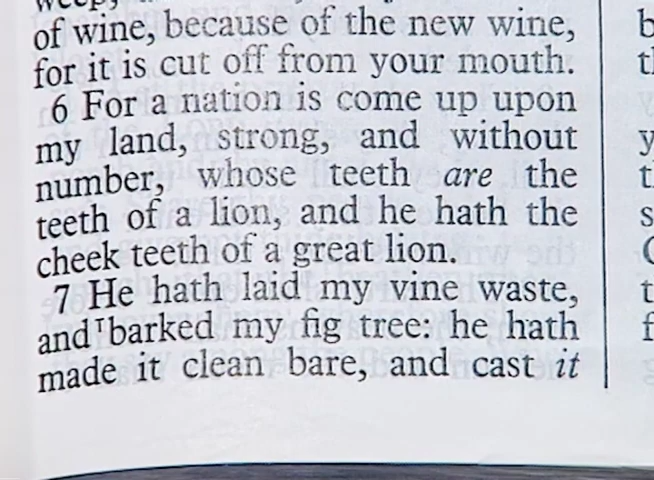 of wine, because of the new wine,
for it is cut off from your mouth.
6 For a nation is come up upon
my land, strong, and without
number, whose teeth are the
teeth of a lion, and he hath the
cheek teeth of a great lion.
7 He hath laid my vine waste,
and ᵀbarked my fig tree: he hath
made it clean bare, and cast it